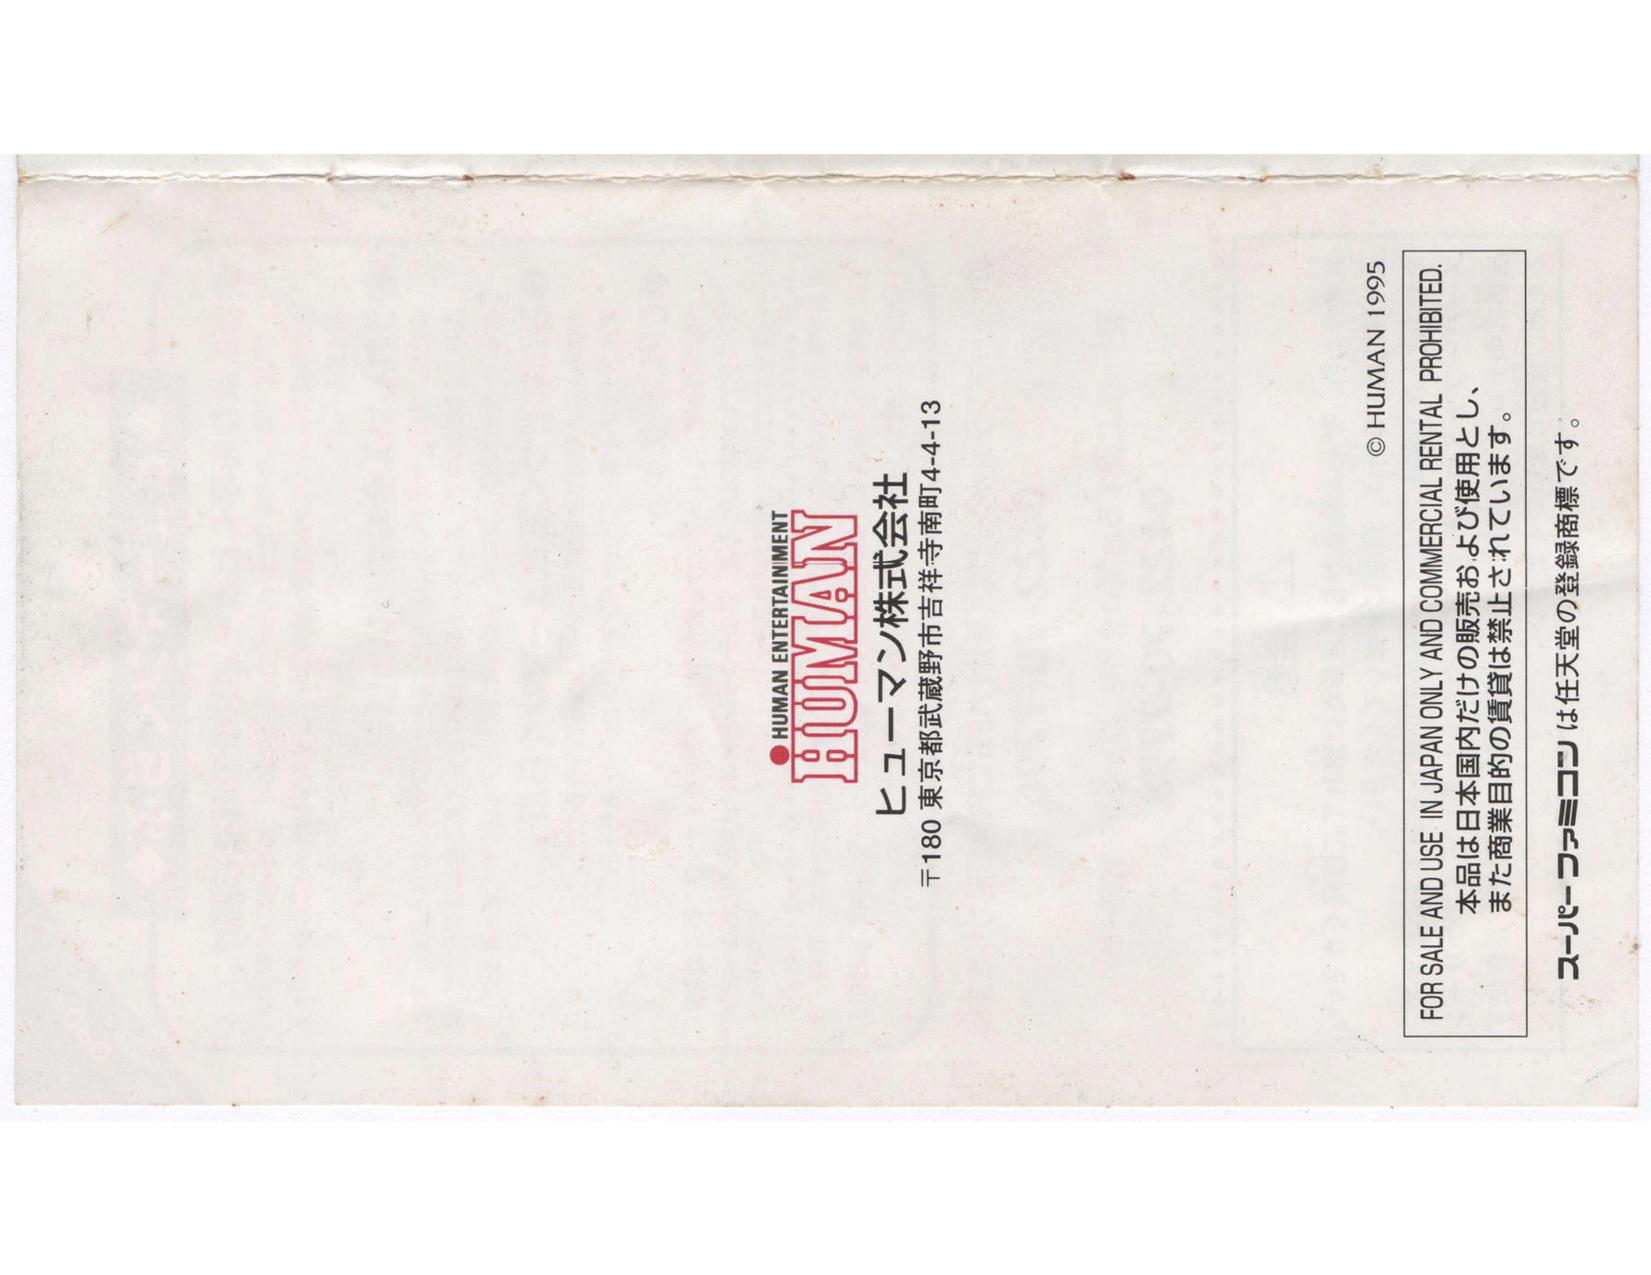 HUMAN ENTERTAINMENT
HUMAN
ヒューマン株式会社
〒180 東京都武蔵野市吉祥寺南町4-4-13
© HUMAN 1995
FOR SALE AND USE IN JAPAN ONLY AND COMMERCIAL RENTAL PROHIBITED.
本品は日本国内だけの販売および使用とし、
また商業目的の賃貸は禁止されています。
スーパーファミコンは任天堂の登録商標です。